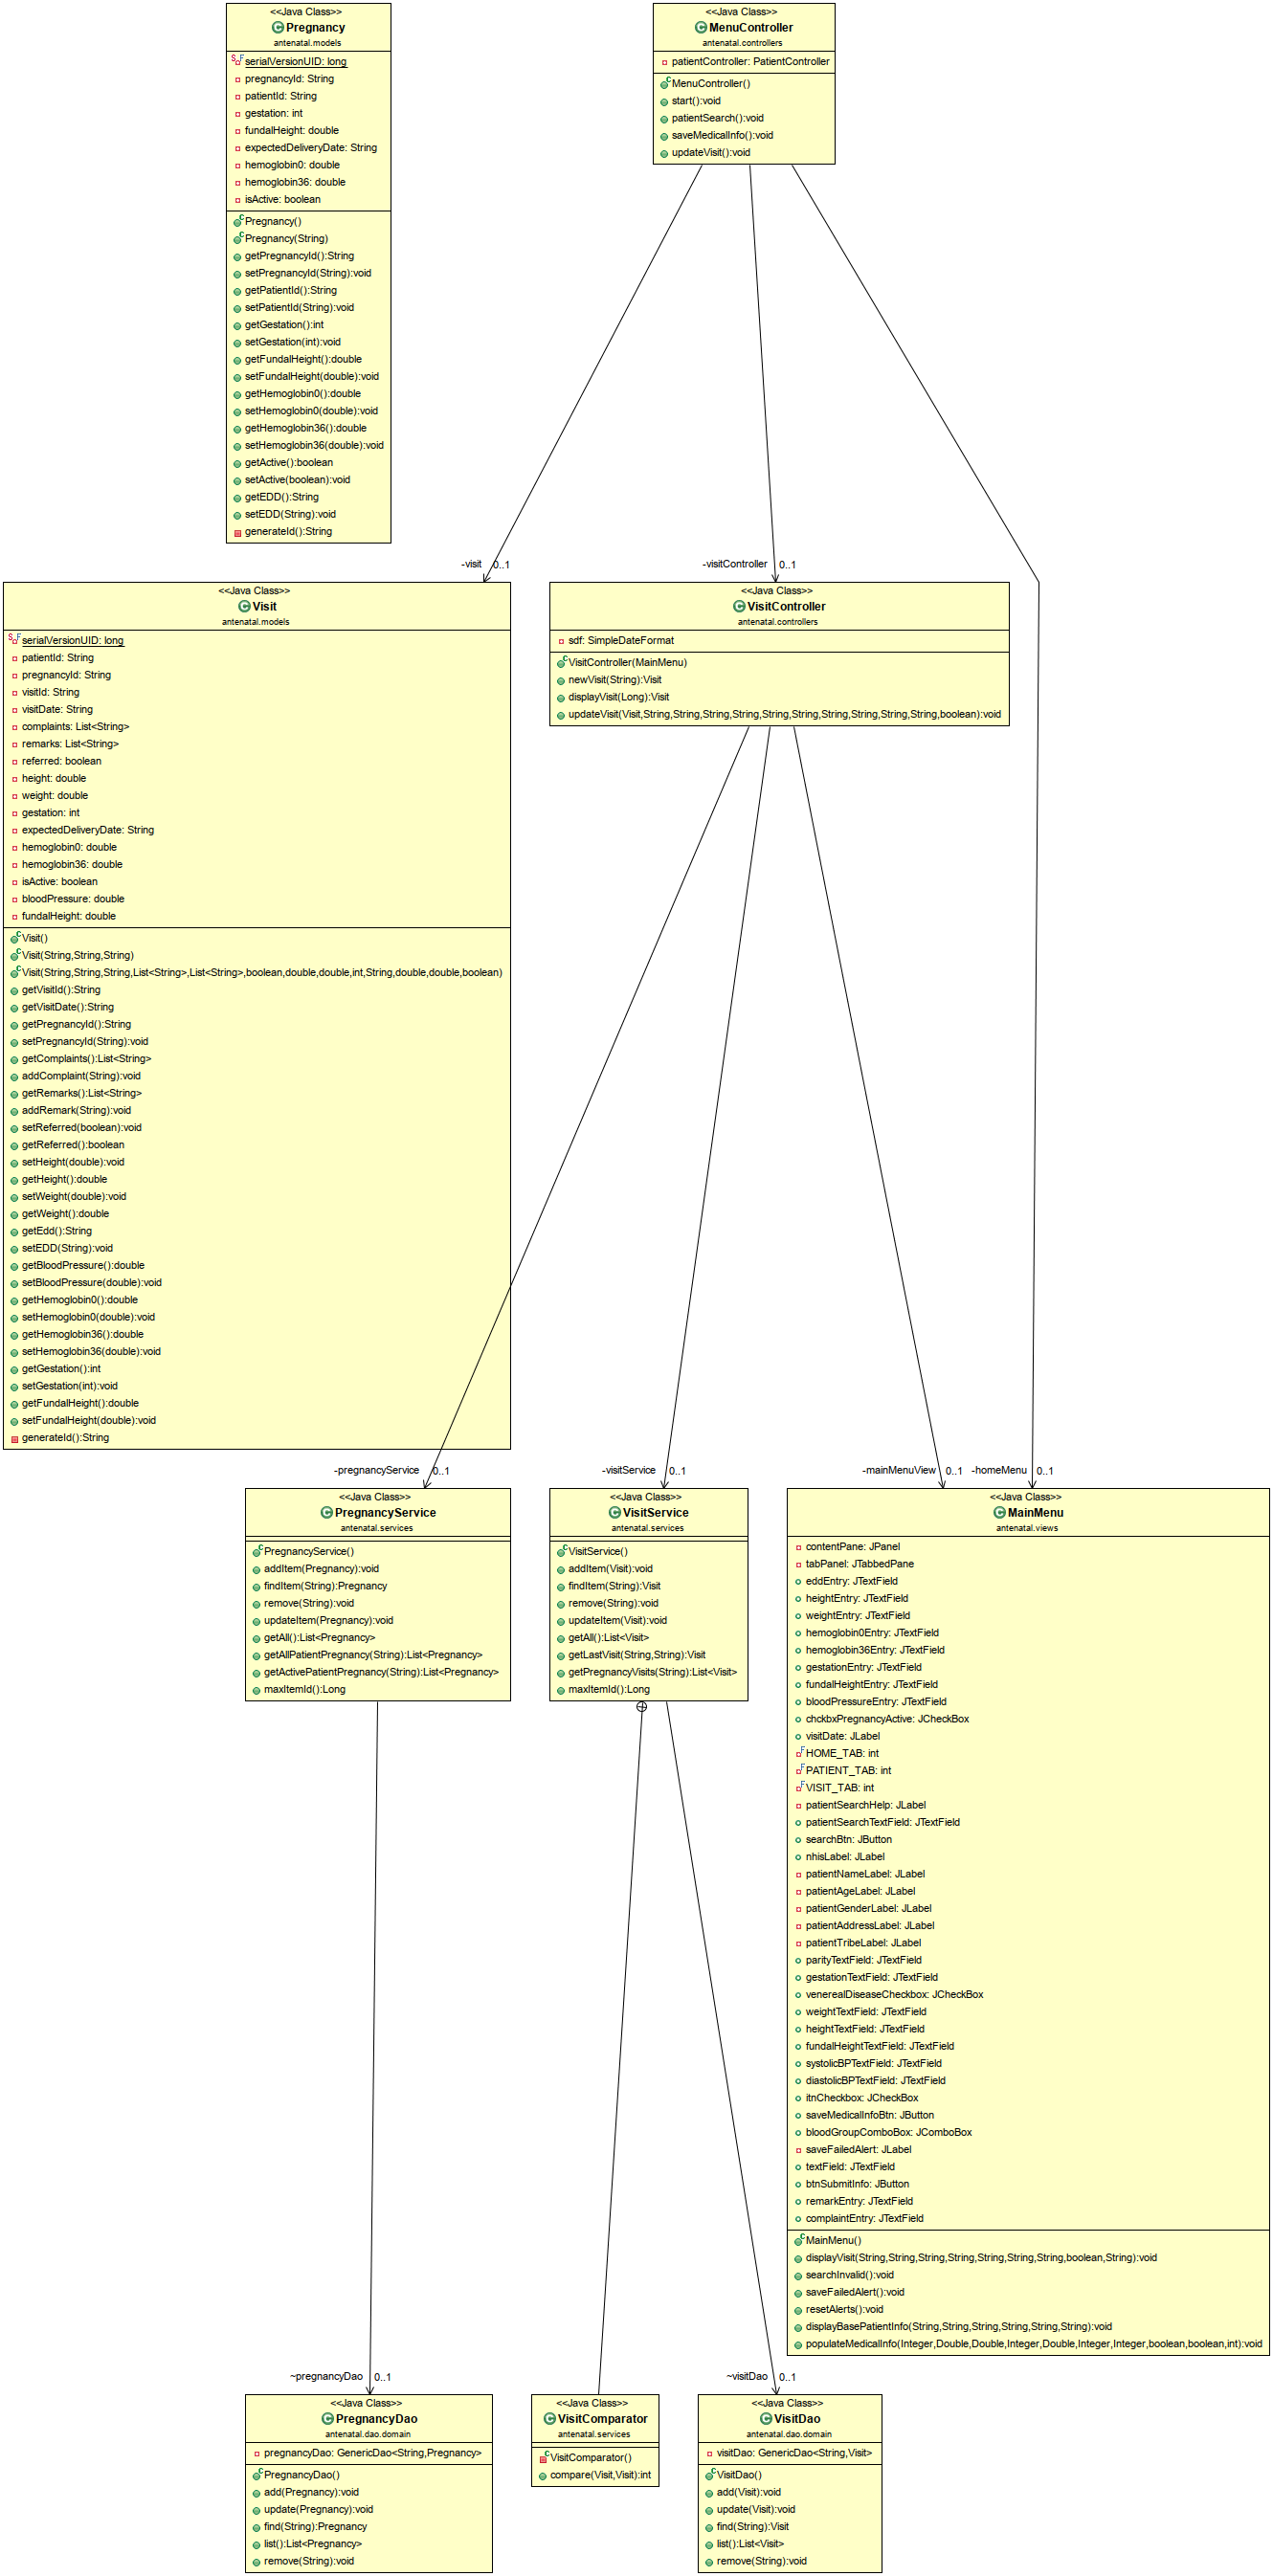 <<Java Class>>
Pregnancy
antenatal.models
serialVersionUID: long
pregnancyId: String
patientId: String
gestation: int
fundalHeight: double
expectedDeliveryDate: String
hemoglobin0: double
hemoglobin36: double
isActive: boolean
Pregnancy()
Pregnancy(String)
getPregnancyId():String
setPregnancyId(String):void
getPatientId():String
setPatientId(String):void
getGestation():int
setGestation(int):void
getFundalHeight():double
setFundalHeight(double):void
getHemoglobin0():double
setHemoglobin0(double):void
getHemoglobin36():double
setHemoglobin36(double):void
getActive():boolean
setActive(boolean):void
getEDD():String
setEDD(String):void
generateId():String
<<Java Class>>
MenuController
antenatal.controllers
patientController: PatientController
MenuController()
start():void
patientSearch():void
saveMedicalInfo():void
updateVisit():void
-visit 0..1
-visitController 0..1
<<Java Class>>
Visit
antenatal.models
serialVersionUID: long
patientId: String
pregnancyId: String
visitId: String
visitDate: String
complaints: List<String>
remarks: List<String>
referred: boolean
height: double
weight: double
gestation: int
expectedDeliveryDate: String
hemoglobin0: double
hemoglobin36: double
isActive: boolean
bloodPressure: double
fundalHeight: double
Visit()
Visit(String,String,String)
Visit(String,String,String,List<String>,List<String>,boolean,double,double,int,String,double,double,boolean)
getVisitId():String
getVisitDate():String
getPregnancyId():String
setPregnancyId(String):void
getComplaints():List<String>
addComplaint(String):void
getRemarks():List<String>
addRemark(String):void
setReferred(boolean):void
getReferred():boolean
setHeight(double):void
getHeight():double
setWeight(double):void
getWeight():double
getEdd():String
setEDD(String):void
getBloodPressure():double
setBloodPressure(double):void
getHemoglobin0():double
setHemoglobin0(double):void
getHemoglobin36():double
setHemoglobin36(double):void
getGestation():int
setGestation(int):void
getFundalHeight():double
setFundalHeight(double):void
generateId():String
<<Java Class>>
VisitController
antenatal.controllers
sdf: SimpleDateFormat
VisitController(MainMenu)
newVisit(String):Visit
displayVisit(Long):Visit
updateVisit(Visit,String,String,String,String,String,String,String,String,String,String,boolean):void
-pregnancyService 0..1
-visitService 0..1
-mainMenuView 0..1
-homeMenu 0..1
<<Java Class>>
PregnancyService
antenatal.services
PregnancyService()
addItem(Pregnancy):void
findItem(String):Pregnancy
remove(String):void
updateItem(Pregnancy):void
getAll():List<Pregnancy>
getAllPatientPregnancy(String):List<Pregnancy>
getActivePatientPregnancy(String):List<Pregnancy>
maxItemId():Long
<<Java Class>>
VisitService
antenatal.services
VisitService()
addItem(Visit):void
findItem(String):Visit
remove(String):void
updateItem(Visit):void
getAll():List<Visit>
getLastVisit(String,String):Visit
getPregnancyVisits(String):List<Visit>
maxItemId():Long
<<Java Class>>
MainMenu
antenatal.views
contentPane: JPanel
tabPanel: JTabbedPane
eddEntry: JTextField
heightEntry: JTextField
weightEntry: JTextField
hemoglobin0Entry: JTextField
hemoglobin36Entry: JTextField
gestationEntry: JTextField
fundalHeightEntry: JTextField
bloodPressureEntry: JTextField
chckbxPregnancyActive: JCheckBox
visitDate: JLabel
HOME_TAB: int
PATIENT_TAB: int
VISIT_TAB: int
patientSearchHelp: JLabel
patientSearchTextField: JTextField
searchBtn: JButton
nhisLabel: JLabel
patientNameLabel: JLabel
patientAgeLabel: JLabel
patientGenderLabel: JLabel
patientAddressLabel: JLabel
patientTribeLabel: JLabel
parityTextField: JTextField
gestationTextField: JTextField
venerealDiseaseCheckbox: JCheckBox
weightTextField: JTextField
heightTextField: JTextField
fundalHeightTextField: JTextField
systolicBPTextField: JTextField
diastolicBPTextField: JTextField
itnCheckbox: JCheckBox
saveMedicalInfoBtn: JButton
bloodGroupComboBox: JComboBox
saveFailedAlert: JLabel
textField: JTextField
btnSubmitInfo: JButton
remarkEntry: JTextField
complaintEntry: JTextField
MainMenu()
displayVisit(String,String,String,String,String,String,String,boolean,String):void
searchInvalid():void
saveFailedAlert():void
resetAlerts():void
displayBasePatientInfo(String,String,String,String,String,String):void
populateMedicalInfo(Integer,Double,Double,Integer,Double,Integer,Integer,boolean,boolean,int):void
~pregnancyDao 0..1
~visitDao 0..1
<<Java Class>>
PregnancyDao
antenatal.dao.domain
pregnancyDao: GenericDao<String,Pregnancy>
PregnancyDao()
add(Pregnancy):void
update(Pregnancy):void
find(String):Pregnancy
list():List<Pregnancy>
remove(String):void
<<Java Class>>
VisitComparator
antenatal.services
VisitComparator()
compare(Visit,Visit):int
<<Java Class>>
VisitDao
antenatal.dao.domain
visitDao: GenericDao<String,Visit>
VisitDao()
add(Visit):void
update(Visit):void
find(String):Visit
list():List<Visit>
remove(String):void